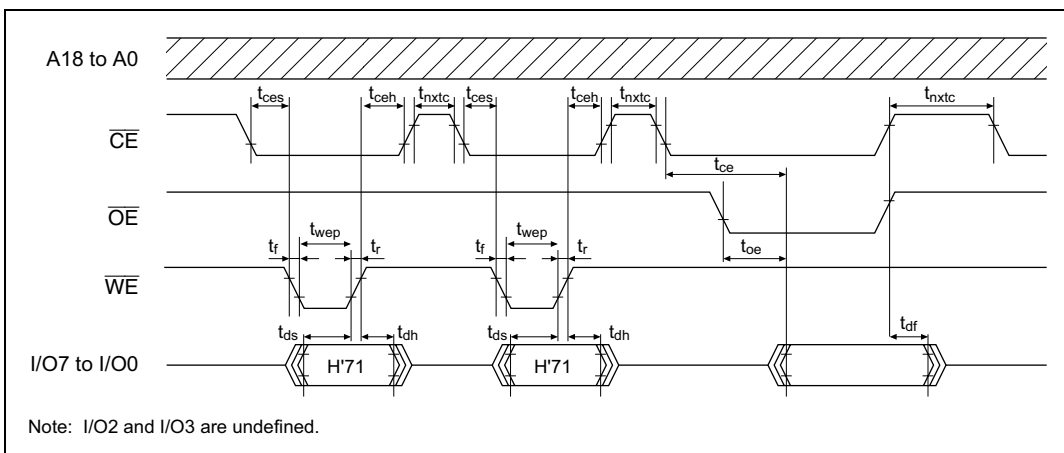 A18 to A0
tces tceh tnxtc tces tceh tnxtc tnxtc
CE
tce
OE
twep twep
tf tr tf tr toe
WE
tds tdh tds tdh tdf
I/O7 to I/O0 H'71 H'71
Note: I/O2 and I/O3 are undefined.